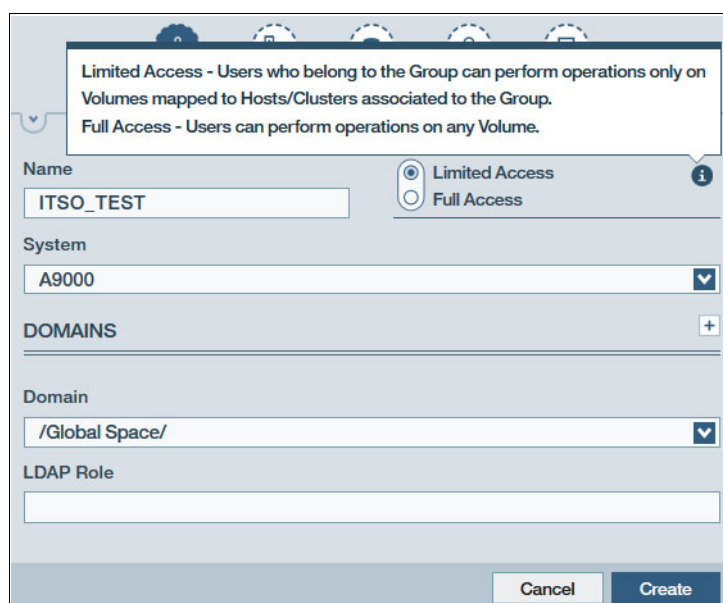 Limited Access - Users who belong to the Group can perform operations only on
Volumes mapped to Hosts/Clusters associated to the Group.
Full Access - Users can perform operations on any Volume.
Name
Limited Access
Full Access
ITSO_TEST
System
A9000
DOMAINS
Domain
/Global Space/
LDAP Role
Cancel
Create